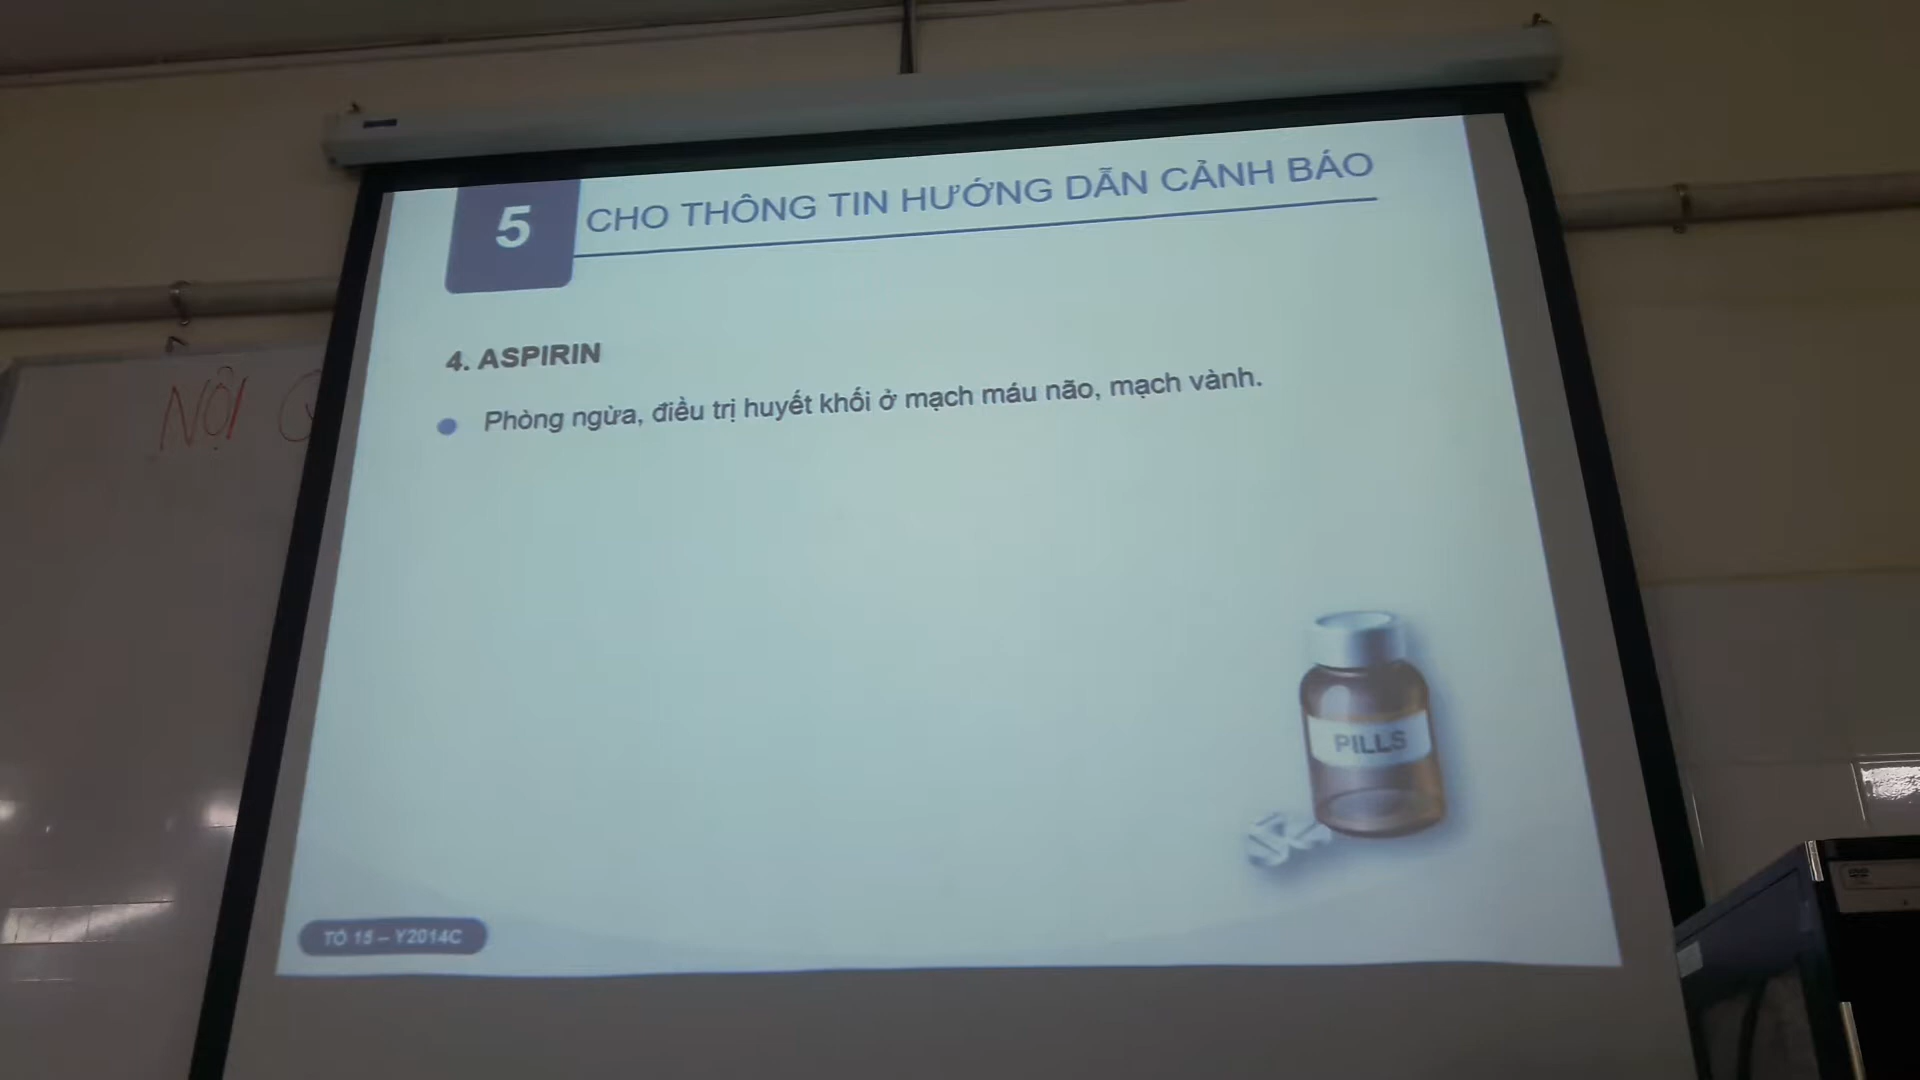 5
CHO THÔNG TIN HƯỚNG DẪN CẢNH BÁO
4. ASPIRIN
Phòng ngừa, điều trị huyết khối ở mạch máu não, mạch vành.
PILLS
TỔ 15 – Y2014C
NỘI